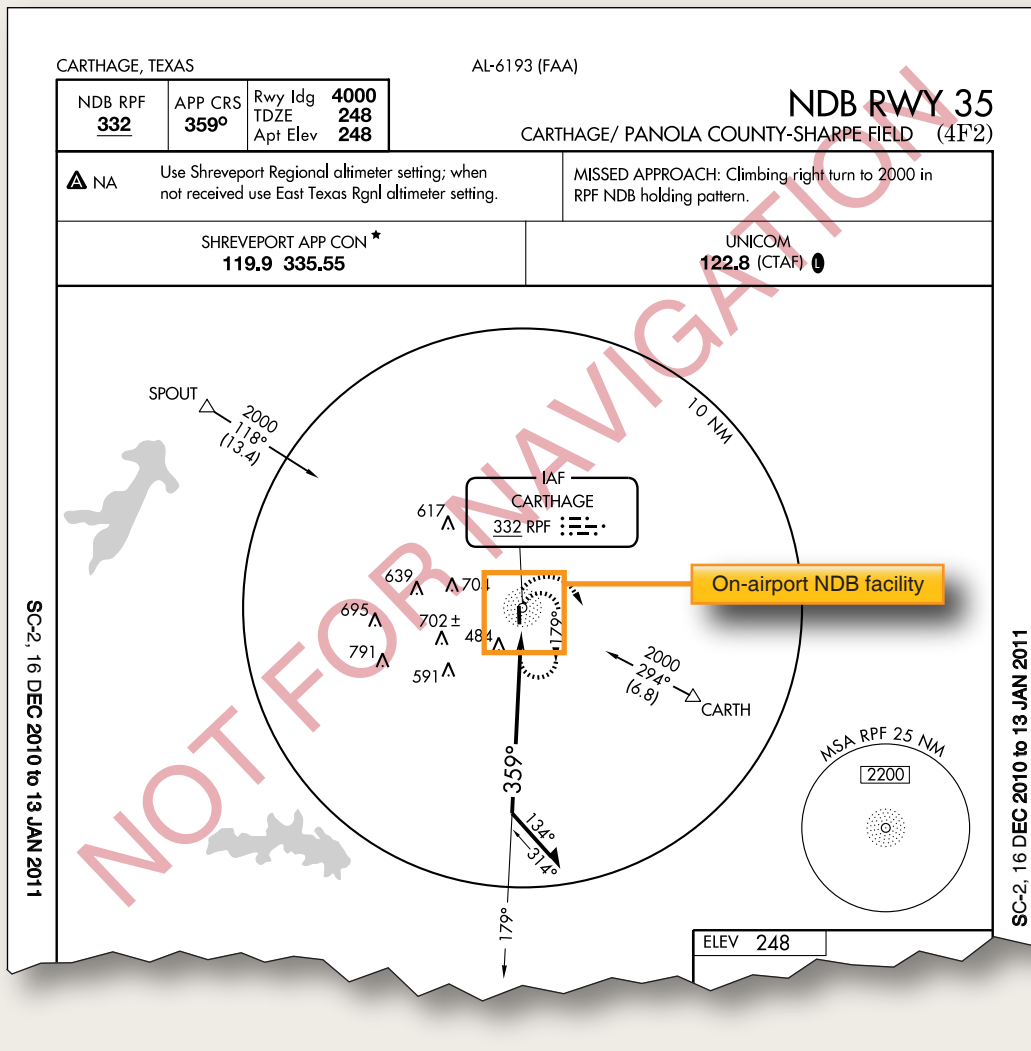 CARTHAGE, TEXAS
AL-6193 (FAA)
NDB RPF
332
APP CRS
359°
Rwy ldg 4000
TDZE 248
Apt Elev 248
NDB RWY 35
CARTHAGE/ PANOLA COUNTY-SHARPE FIELD (4F2)
A NA
Use Shreveport Regional altimeter setting; when
not received use East Texas Rgnl altimeter setting.
MISSED APPROACH: Climbing right turn to 2000 in
RPF NDB holding pattern.
SHREVEPORT APP CON ★
119.9 335.55
UNICOM
122.8 (CTAF) L
SPOUT
2000
118°
(13.4)
10 NM
IAF
CARTHAGE
332 RPF
617
639
704
695
702 ±
484
791
591
179°
On-airport NDB facility
2000
294°
(6.8)
CARTH
359°
134°
314°
179°
MSA RPF 25 NM
2200
ELEV 248
SC-2, 16 DEC 2010 to 13 JAN 2011
SC-2, 16 DEC 2010 to 13 JAN 2011
NOT FOR NAVIGATION